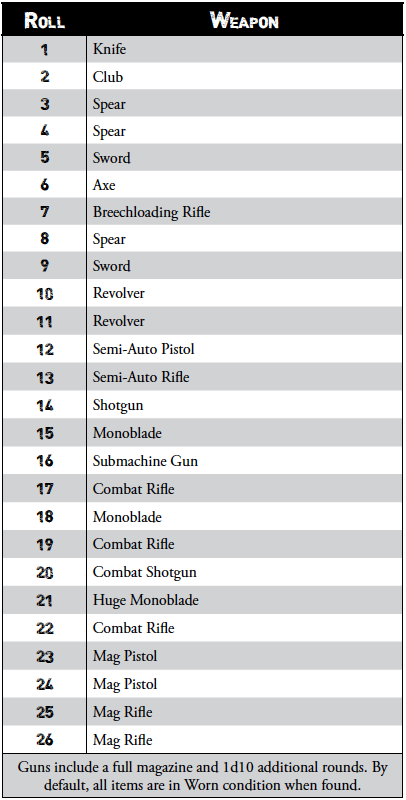 Roll Weapon
1 Knife
2 Club
3 Spear
4 Spear
5 Sword
6 Axe
7 Breechloading Rifle
8 Spear
9 Sword
10 Revolver
11 Revolver
12 Semi-Auto Pistol
13 Semi-Auto Rifle
14 Shotgun
15 Monoblade
16 Submachine Gun
17 Combat Rifle
18 Monoblade
19 Combat Rifle
20 Combat Shotgun
21 Huge Monoblade
22 Combat Rifle
23 Mag Pistol
24 Mag Pistol
25 Mag Rifle
26 Mag Rifle
Guns include a full magazine and 1d10 additional rounds. By
default, all items are in Worn condition when found.